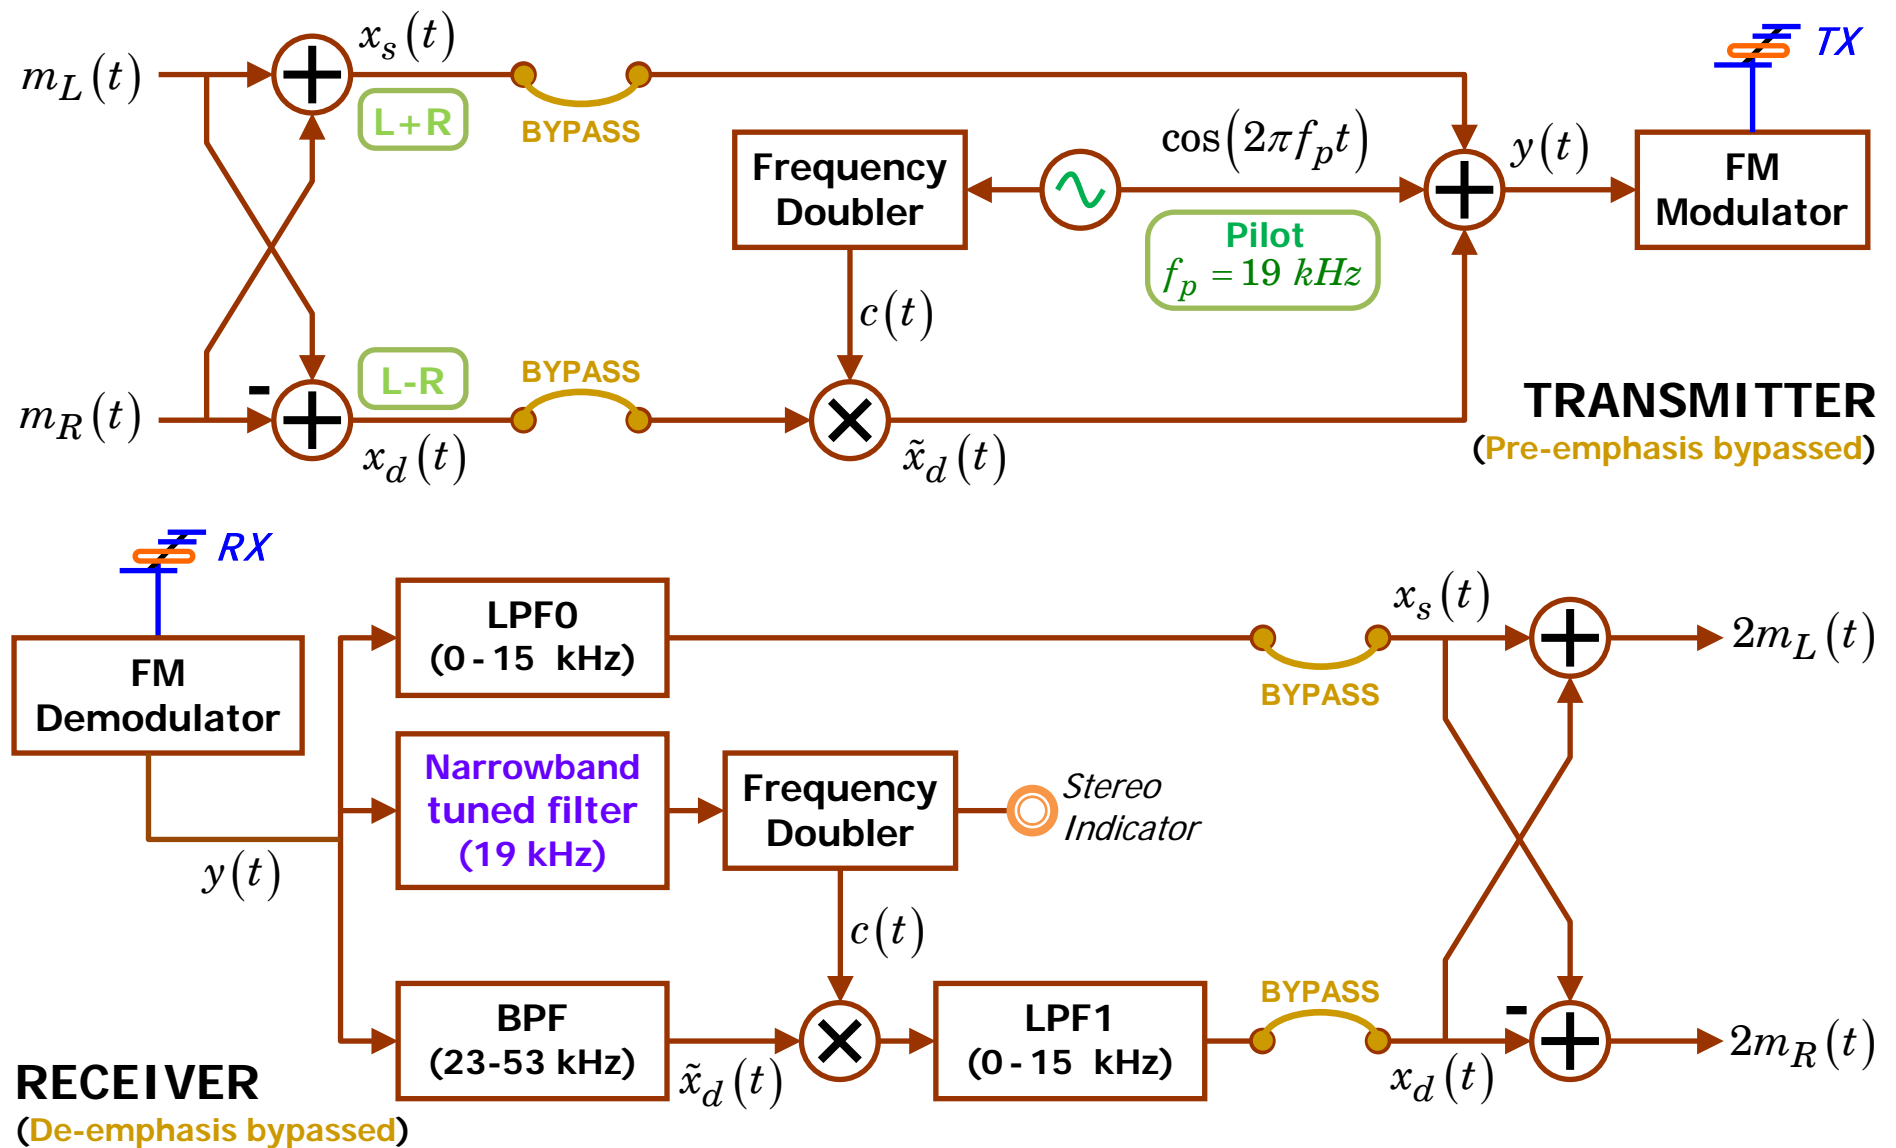 m_L(t)
x_s(t)
L+R
BYPASS
TX
cos(2πf_p t)
y(t)
Frequency
Doubler
FM
Modulator
Pilot
f_p = 19 kHz
c(t)
m_R(t)
-
L-R
BYPASS
x_d(t)
x̃_d(t)
TRANSMITTER
(Pre-emphasis bypassed)
RX
FM
Demodulator
y(t)
LPF0
(0-15 kHz)
BYPASS
x_s(t)
2m_L(t)
Narrowband
tuned filter
(19 kHz)
Frequency
Doubler
Stereo
Indicator
c(t)
BPF
(23-53 kHz)
x̃_d(t)
LPF1
(0-15 kHz)
BYPASS
x_d(t)
-
2m_R(t)
RECEIVER
(De-emphasis bypassed)